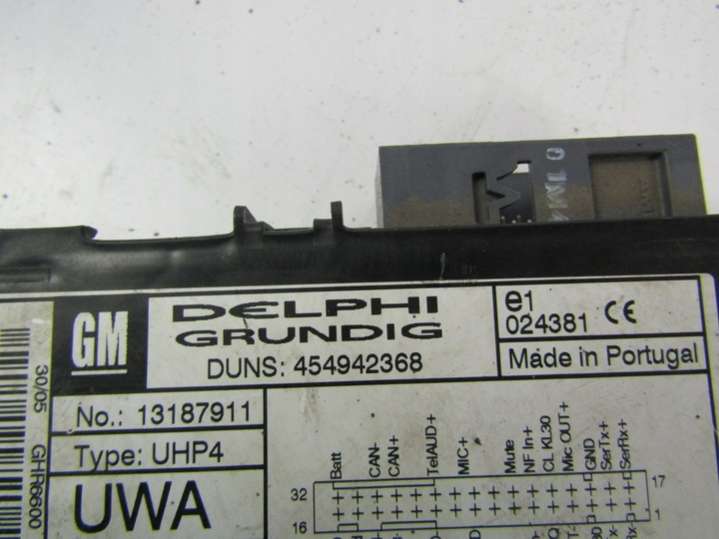 GM
DELPHI
GRUNDIG
DUNS: 454942368
e1
024381 CE
Made in Portugal
No.: 13187911
Type: UHP4
UWA
30/05
GHR6600
Batt
CAN-
CAN+
TelAUD+
MIC+
Mute
NF In+
CL KL30
Mic OUT+
GND
SerTx+
SerRx+
32
17
16
1